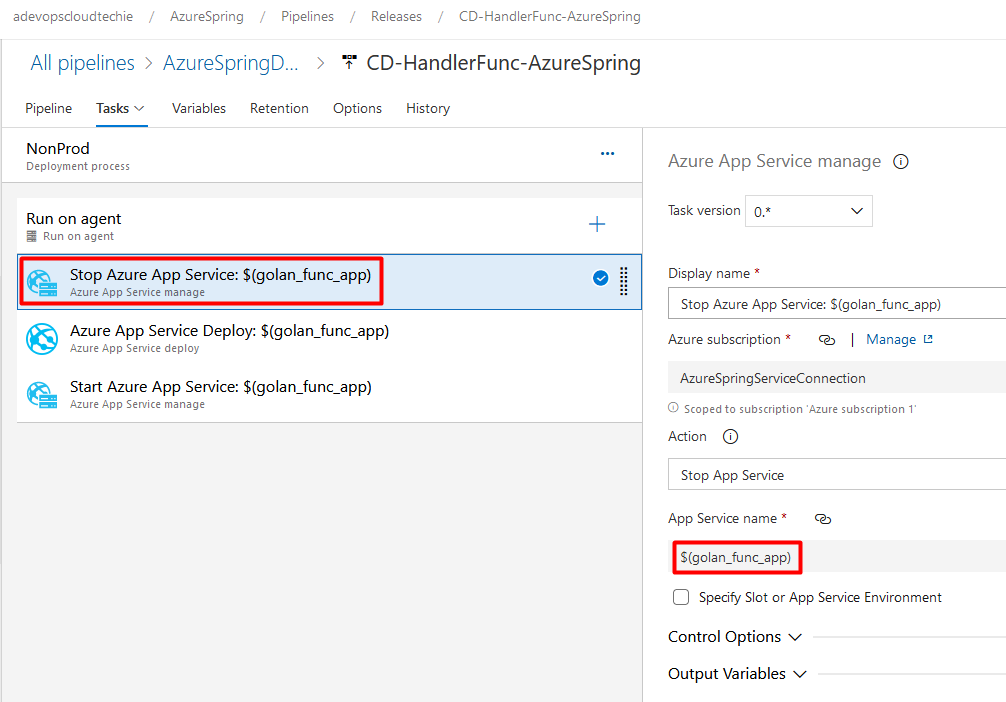 adevopscloudtechie / AzureSpring / Pipelines / Releases / CD-HandlerFunc-AzureSpring
All pipelines > AzureSpringD... > CD-HandlerFunc-AzureSpring
Pipeline Tasks Variables Retention Options History
NonProd
Deployment process
...
Run on agent
Run on agent
Stop Azure App Service: $(golan_func_app)
Azure App Service manage
Azure App Service Deploy: $(golan_func_app)
Azure App Service deploy
Start Azure App Service: $(golan_func_app)
Azure App Service manage
Azure App Service manage
Task version 0.*
Display name *
Stop Azure App Service: $(golan_func_app)
Azure subscription * | Manage
AzureSpringServiceConnection
Scoped to subscription 'Azure subscription 1'
Action
Stop App Service
App Service name *
$(golan_func_app)
Specify Slot or App Service Environment
Control Options
Output Variables